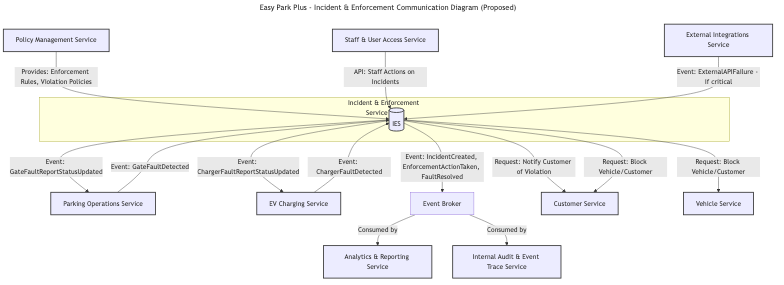 Easy Park Plus - Incident & Enforcement Communication Diagram (Proposed)
Policy Management Service
Staff & User Access Service
External Integrations
Service
Provides: Enforcement
Rules, Violation Policies
API: Staff Actions on
Incidents
Event: ExternalAPIFailure -
if critical
Incident & Enforcement
Service
IES
Event:
GateFaultReportStatusUpdated
Event: GateFaultDetected
Event:
ChargerFaultReportStatusUpdated
Event:
ChargerFaultDetected
Event: IncidentCreated,
EnforcementActionTaken,
FaultResolved
Request: Notify Customer
of Violation
Request: Block
Vehicle/Customer
Request: Block
Vehicle/Customer
Parking Operations Service
EV Charging Service
Event Broker
Customer Service
Vehicle Service
Consumed by
Consumed by
Analytics & Reporting
Service
Internal Audit & Event
Trace Service